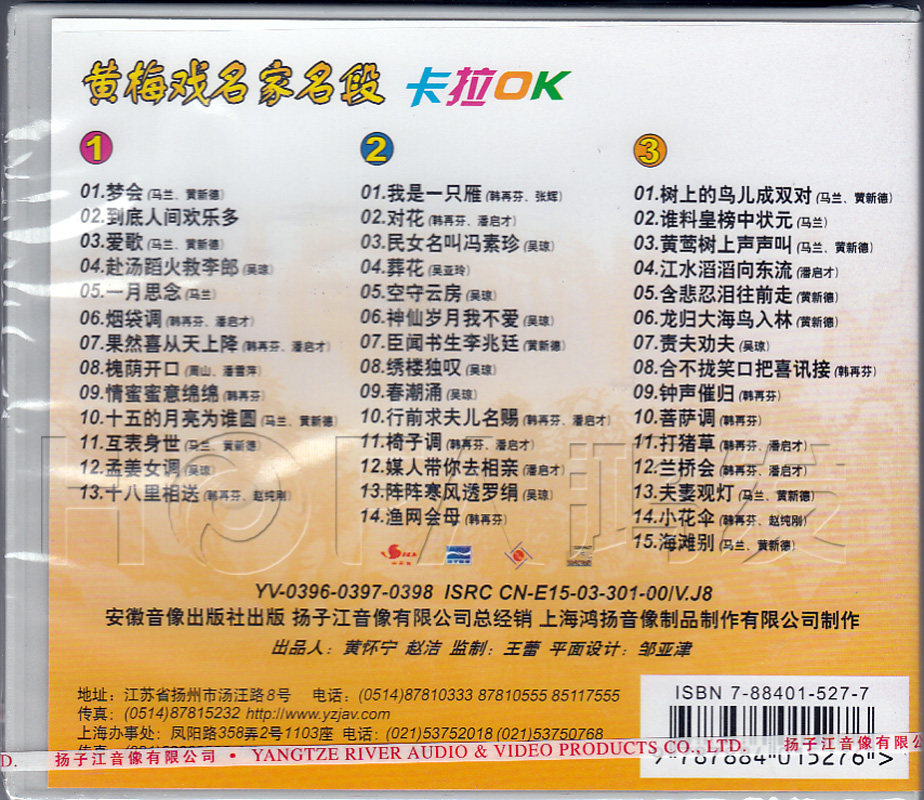 黄梅戏名家名段 卡拉OK
1
01.梦会(马兰、黄新德)
02.到底人间欢乐多
03.爱歌(马兰、黄新德)
04.赴汤蹈火救李郎(吴琼)
05.一月思念(马兰)
06.烟袋调(韩再芬、潘启才)
07.果然喜从天上降(韩再芬、潘启才)
08.槐荫开口(周山、潘雪萍)
09.情蜜蜜意绵绵(韩再芬)
10.十五的月亮为谁圆(马兰、黄新德)
11.互表身世(马兰、黄新德)
12.孟姜女调(吴琼)
13.十八里相送(韩再芬、赵纯刚)
2
01.我是一只雁(韩再芬、张辉)
02.对花(韩再芬、潘启才)
03.民女名叫冯素珍(吴琼)
04.葬花(吴亚玲)
05.空守云房(吴琼)
06.神仙岁月我不爱(吴琼)
07.臣闻书生李兆廷(黄新德)
08.绣楼独叹(吴琼)
09.春潮涌(吴琼)
10.行前求夫儿名赐(韩再芬、潘启才)
11.椅子调(韩再芬、潘启才)
12.媒人带你去相亲(潘启才)
13.阵阵寒风透罗绢(吴琼)
14.渔网会母(韩再芬)
3
01.树上的鸟儿成双对(马兰、黄新德)
02.谁料皇榜中状元(马兰)
03.黄莺树上声声叫(马兰、黄新德)
04.江水滔滔向东流(潘启才)
05.含悲忍泪往前走(黄新德)
06.龙归大海鸟入林(黄新德)
07.责夫劝夫(吴琼)
08.合不拢笑口把喜讯接(韩再芬)
09.钟声催归(韩再芬)
10.菩萨调(韩再芬)
11.打猪草(韩再芬、潘启才)
12.兰桥会(韩再芬、潘启才)
13.夫妻观灯(马兰、黄新德)
14.小花伞(韩再芬、赵纯刚)
15.海滩别(马兰、黄新德)
YV-0396-0397-0398 ISRC CN-E15-03-301-00/V.J8
安徽音像出版社出版 扬子江音像有限公司总经销 上海鸿扬音像制品制作有限公司制作
出品人：黄怀宁 赵洁 监制：王蕾 平面设计：邹亚津
地址：江苏省扬州市汤汪路8号 电话：(0514)87810333 87810555 85117555
传真：(0514)87815232 http://www.yzjav.com
上海办事处：凤阳路358弄2号1103座 电话：(021)53752018 (021)53750768
ISBN 7-88401-527-7
扬子江音像有限公司 · YANGTZE RIVER AUDIO & VIDEO PRODUCTS CO., LTD.
9 787884 015276 >